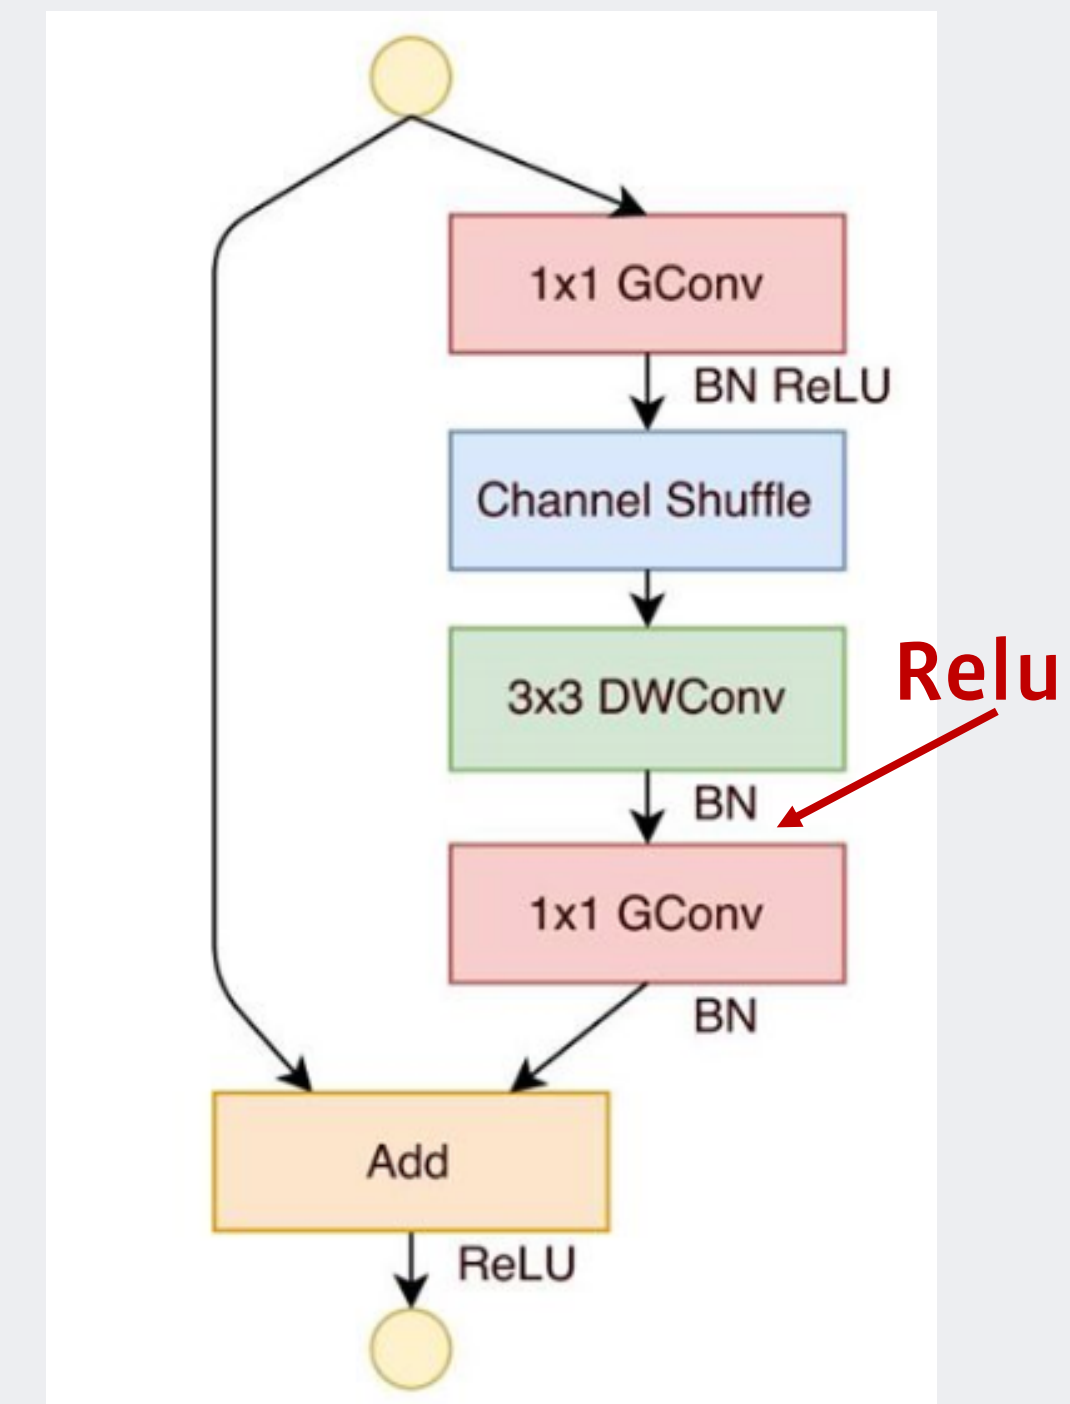 1x1 GConv
BN ReLU
Channel Shuffle
3x3 DWConv
Relu
BN
1x1 GConv
BN
Add
ReLU